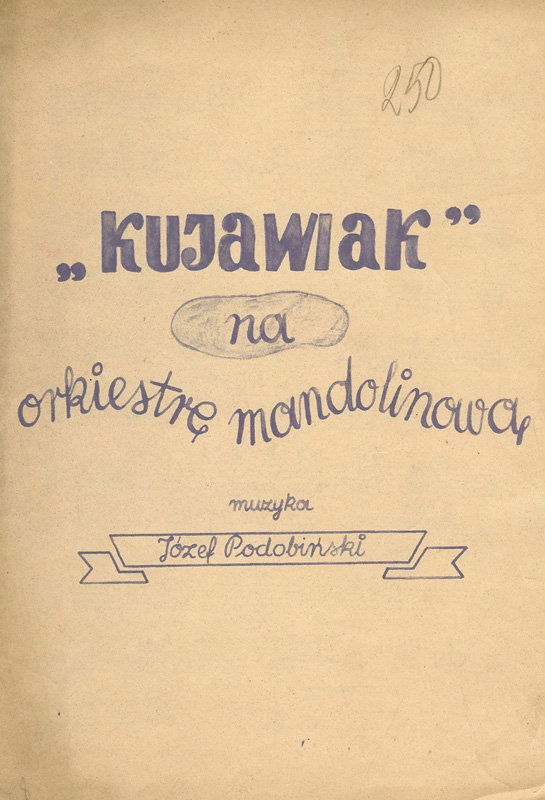 250
„KUJAWIAK”
na
orkiestrę mandolinową
muzyka
Józef Podobiński